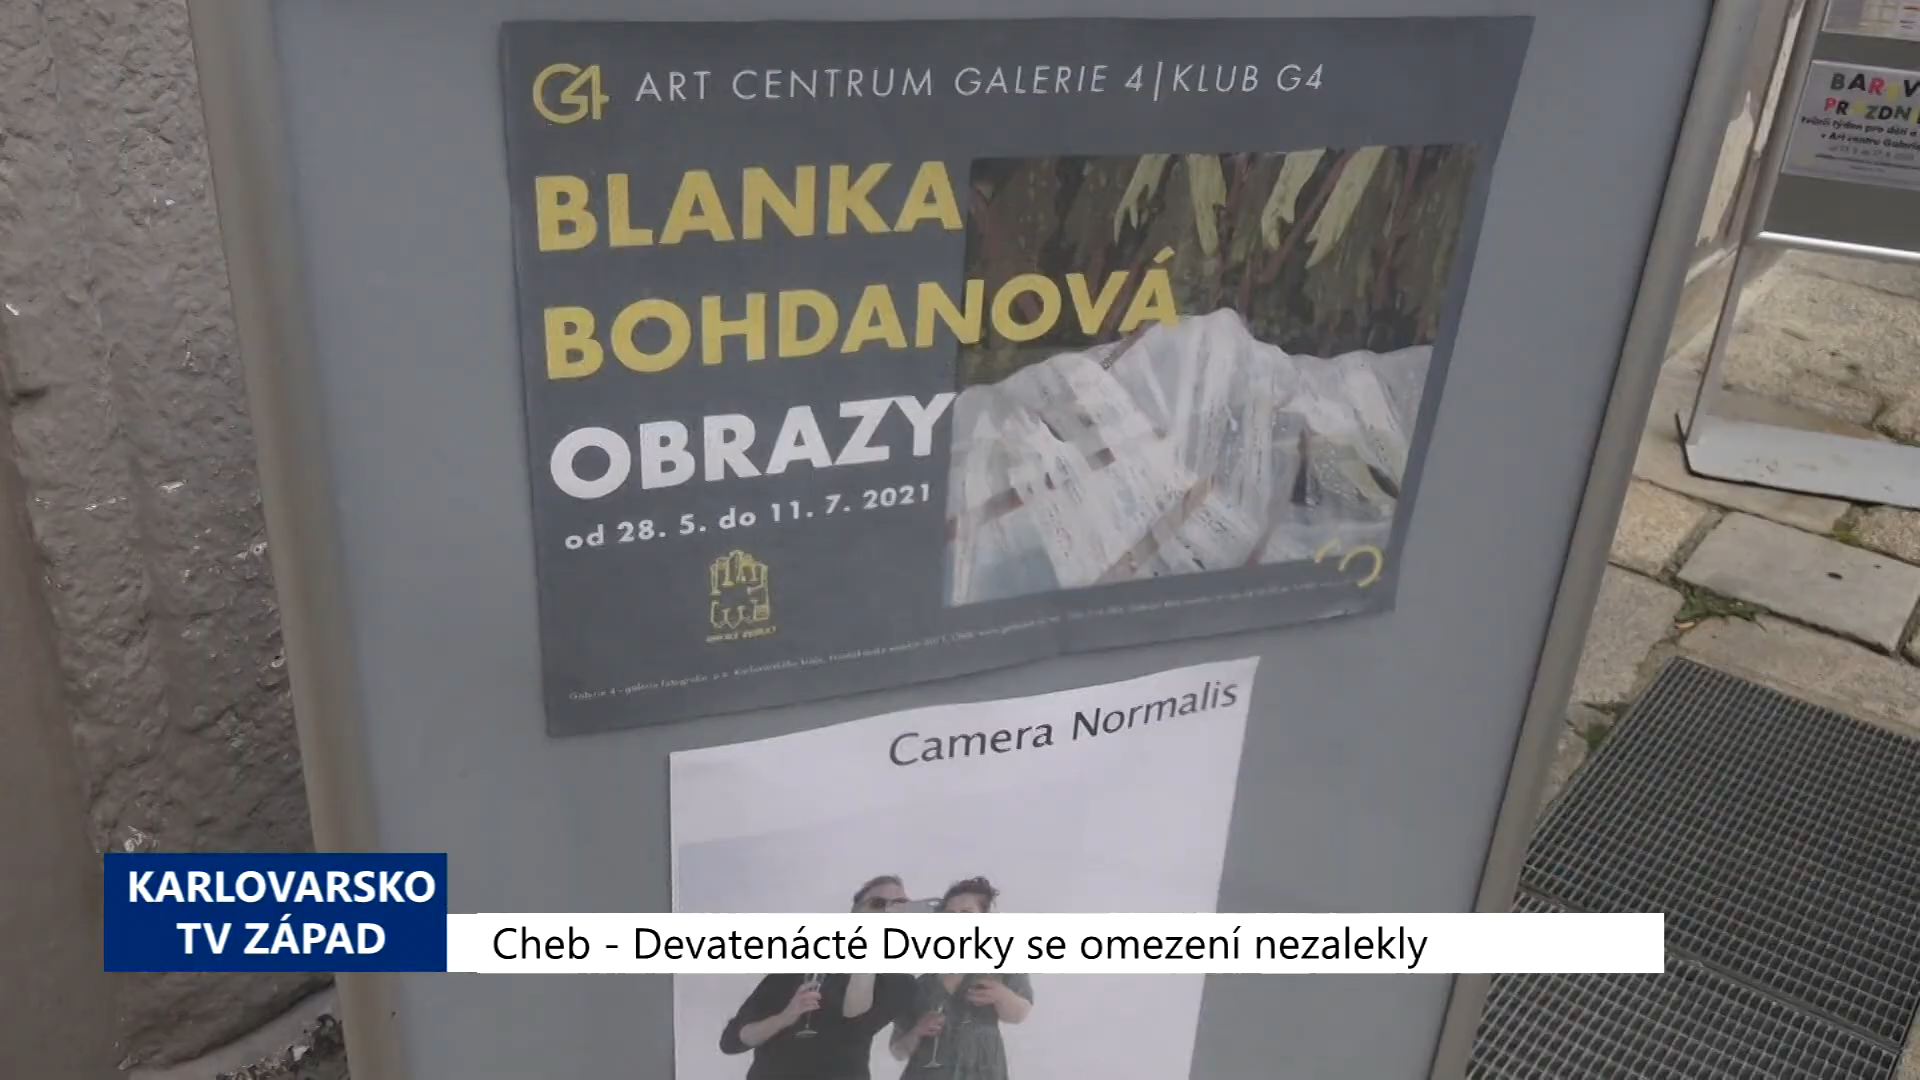 G4 ART CENTRUM GALERIE 4|KLUB G4
BLANKA
BOHDANOVÁ
OBRAZY
od 28. 5. do 11. 7. 2021
Camera Normalis
KARLOVARSKO
TV ZÁPAD
Cheb - Devatenácté Dvorky se omezení nezalekly